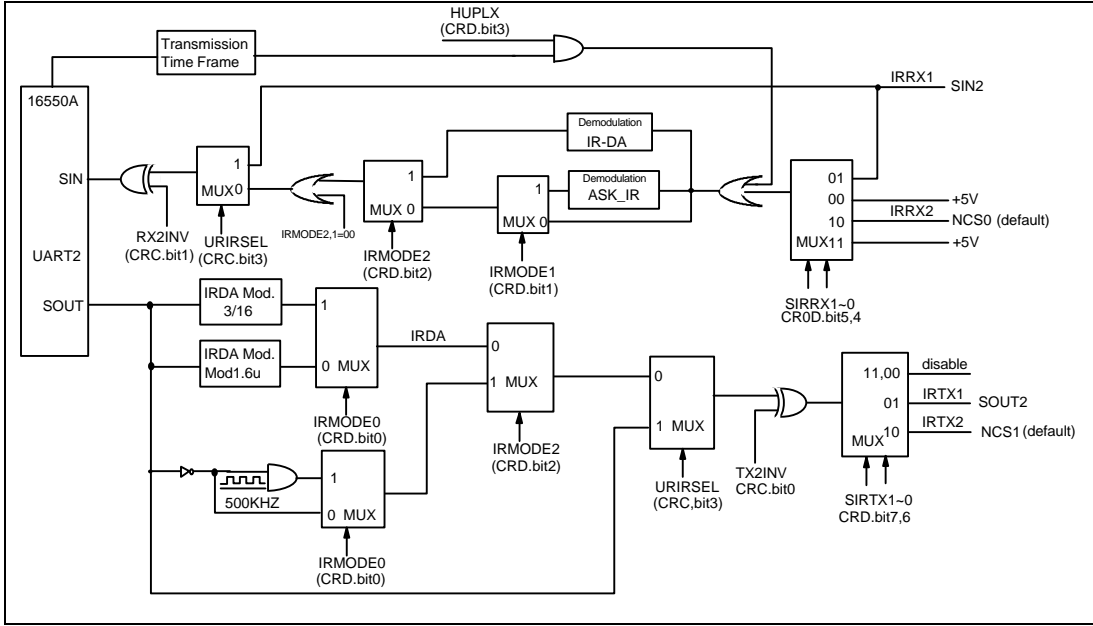 HUPLX
(CRD.bit3)
Transmission
Time Frame
16550A
IRRX1
SIN2
Demodulation
IR-DA
1
SIN
MUX 0
1
MUX 0
1
MUX 0
Demodulation
ASK_IR
01
00
10
MUX 11
+5V
IRRX2
NCS0 (default)
+5V
RX2INV
(CRC.bit1)
URIRSEL
(CRC.bit3)
IRMODE2,1=00
IRMODE2
(CRD.bit2)
IRMODE1
(CRD.bit1)
SIRRX1~0
CR0D.bit5,4
UART2
SOUT
IRDA Mod.
3/16
1
IRDA Mod.
Mod1.6u
0 MUX
IRDA
0
1 MUX
0
1 MUX
11,00
01
10
MUX
disable
IRTX1
SOUT2
IRTX2
NCS1 (default)
IRMODE0
(CRD.bit0)
IRMODE2
(CRD.bit2)
500KHZ
1
0 MUX
IRMODE0
(CRD.bit0)
URIRSEL
(CRC,bit3)
TX2INV
CRC.bit0
SIRTX1~0
CRD.bit7,6